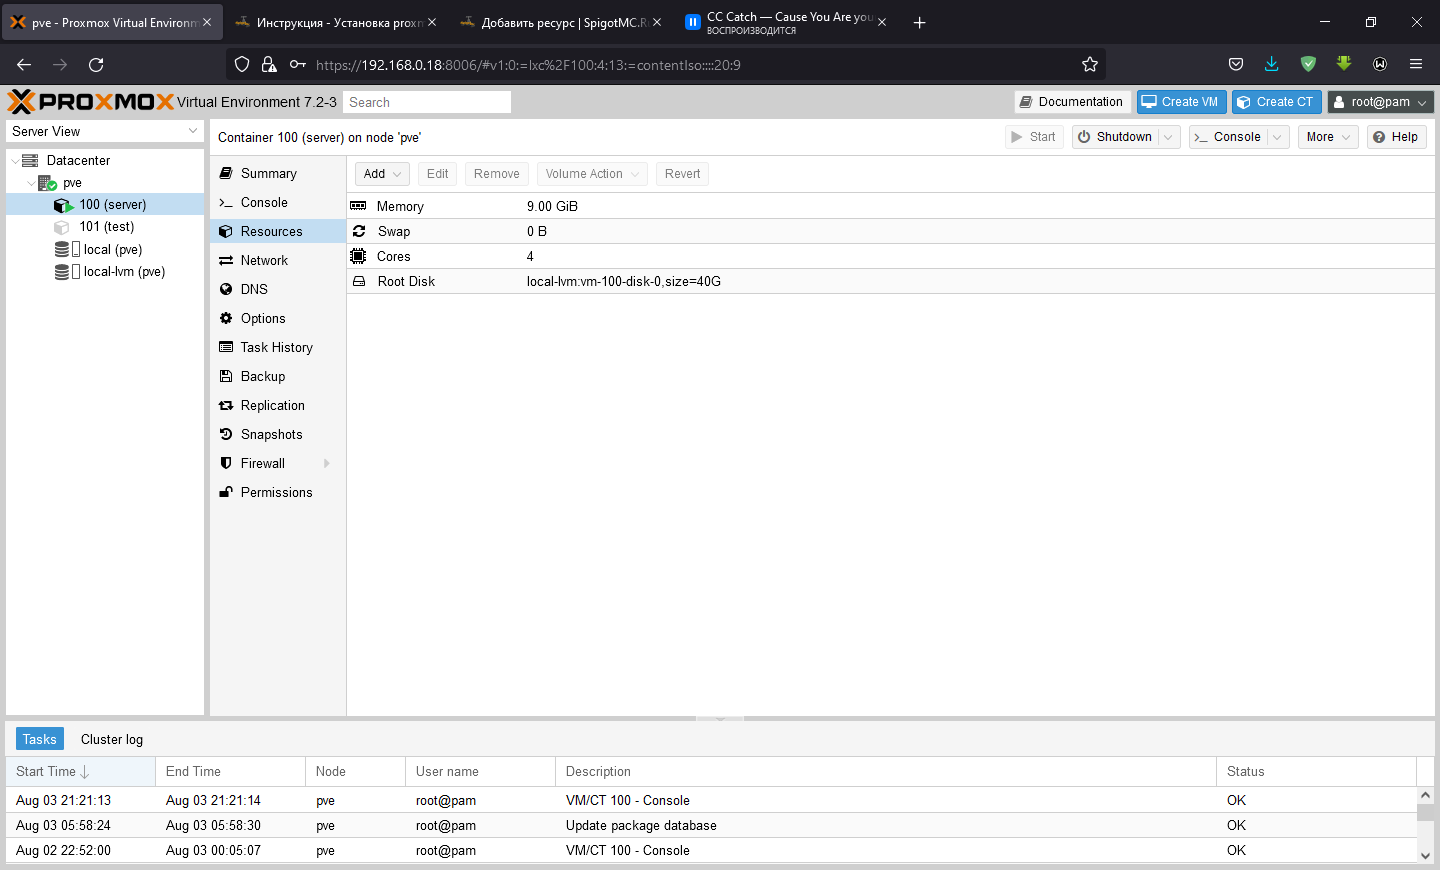 pve - Proxmox Virtual Environm
Инструкция - Установка proxm
Добавить ресурс | SpigotMC.R
CC Catch — Cause You Are you
ВОСПРОИЗВОДИТСЯ
https://192.168.0.18:8006/#v1:0:=lxc%2F100:4:13:=contentIso::::20:9
PROXMOX Virtual Environment 7.2-3 Search
Documentation Create VM Create CT root@pam
Server View
Container 100 (server) on node 'pve'
Start Shutdown Console More Help
Datacenter
pve
100 (server)
101 (test)
local (pve)
local-lvm (pve)
Summary
Console
Resources
Network
DNS
Options
Task History
Backup
Replication
Snapshots
Firewall
Permissions
Add Edit Remove Volume Action Revert
Memory 9.00 GiB
Swap 0 B
Cores 4
Root Disk local-lvm:vm-100-disk-0,size=40G
Tasks Cluster log
Start Time End Time Node User name Description Status
Aug 03 21:21:13 Aug 03 21:21:14 pve root@pam VM/CT 100 - Console OK
Aug 03 05:58:24 Aug 03 05:58:30 pve root@pam Update package database OK
Aug 02 22:52:00 Aug 03 00:05:07 pve root@pam VM/CT 100 - Console OK